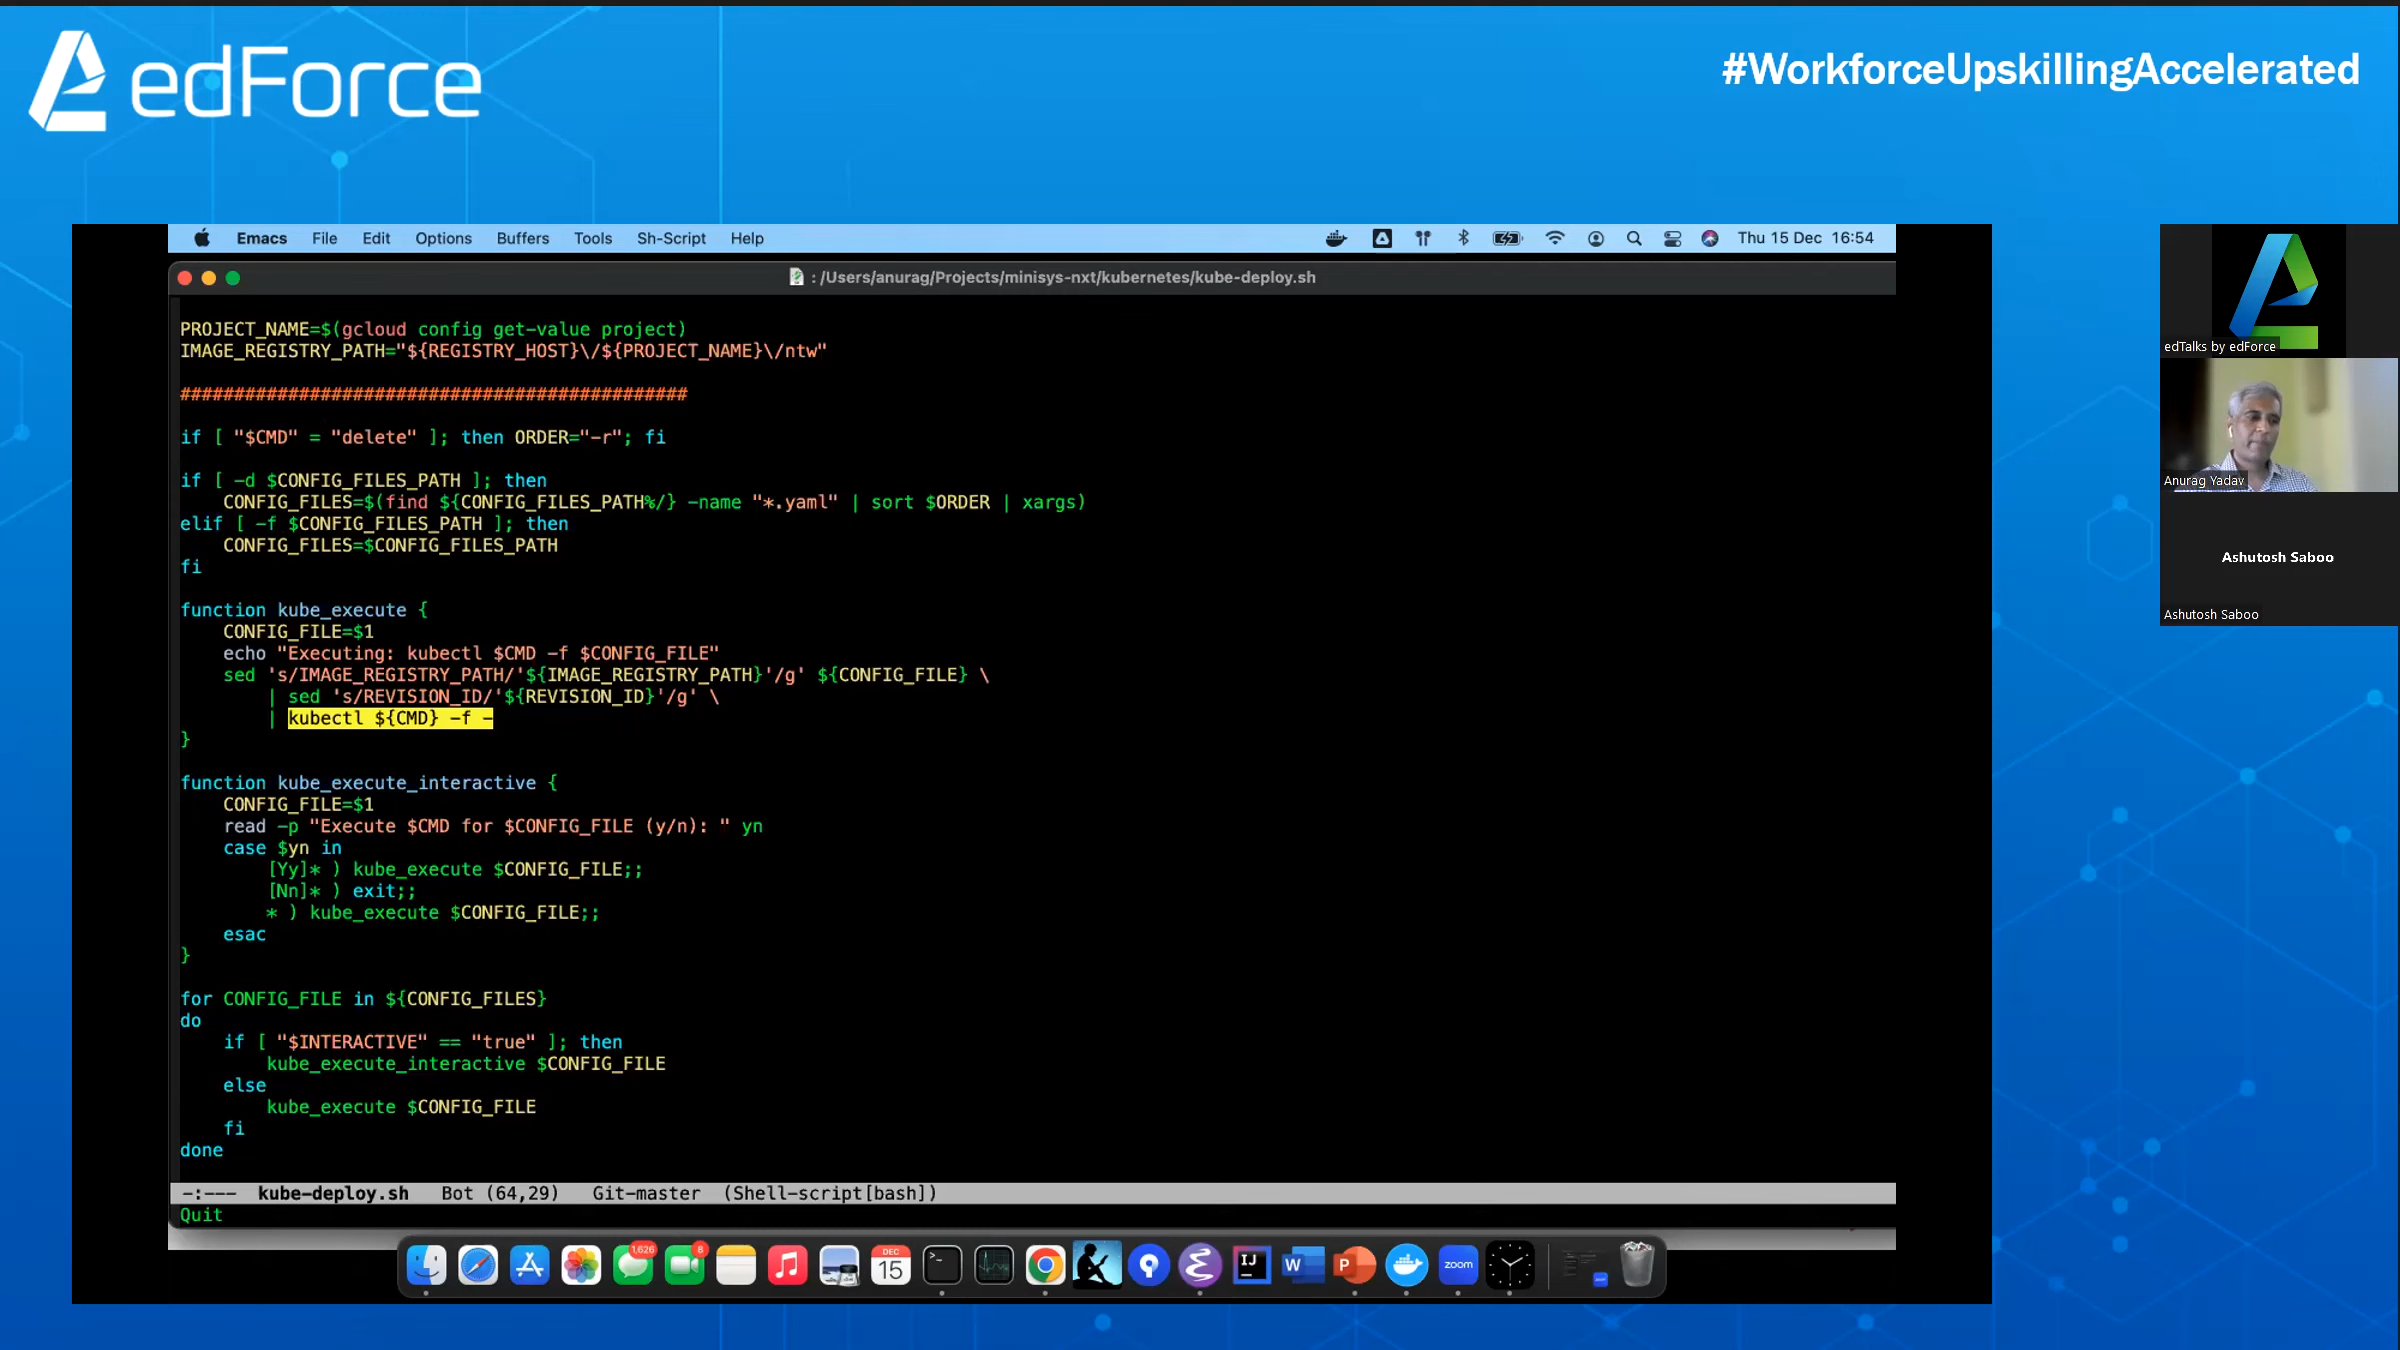 edForce
#WorkforceUpskillingAccelerated
Emacs File Edit Options Buffers Tools Sh-Script Help Thu 15 Dec 16:54
: /Users/anurag/Projects/minisys-nxt/kubernetes/kube-deploy.sh
PROJECT_NAME=$(gcloud config get-value project)
IMAGE_REGISTRY_PATH="${REGISTRY_HOST}\/${PROJECT_NAME}\/ntw"
###############################################
if [ "$CMD" = "delete" ]; then ORDER="-r"; fi
if [ -d $CONFIG_FILES_PATH ]; then
    CONFIG_FILES=$(find ${CONFIG_FILES_PATH%/} -name "*.yaml" | sort $ORDER | xargs)
elif [ -f $CONFIG_FILES_PATH ]; then
    CONFIG_FILES=$CONFIG_FILES_PATH
fi
function kube_execute {
    CONFIG_FILE=$1
    echo "Executing: kubectl $CMD -f $CONFIG_FILE"
    sed 's/IMAGE_REGISTRY_PATH/'${IMAGE_REGISTRY_PATH}'/g' ${CONFIG_FILE} \
        | sed 's/REVISION_ID/'${REVISION_ID}'/g' \
        | kubectl ${CMD} -f -
}
function kube_execute_interactive {
    CONFIG_FILE=$1
    read -p "Execute $CMD for $CONFIG_FILE (y/n): " yn
    case $yn in
        [Yy]* ) kube_execute $CONFIG_FILE;;
        [Nn]* ) exit;;
        * ) kube_execute $CONFIG_FILE;;
    esac
}
for CONFIG_FILE in ${CONFIG_FILES}
do
    if [ "$INTERACTIVE" == "true" ]; then
        kube_execute_interactive $CONFIG_FILE
    else
        kube_execute $CONFIG_FILE
    fi
done
-:--- kube-deploy.sh Bot (64,29) Git-master (Shell-script[bash])
Quit
1,626
8
DEC
15
IJ
W
P
zoom
edTalks by edForce
Anurag Yadav
Ashutosh Saboo
Ashutosh Saboo